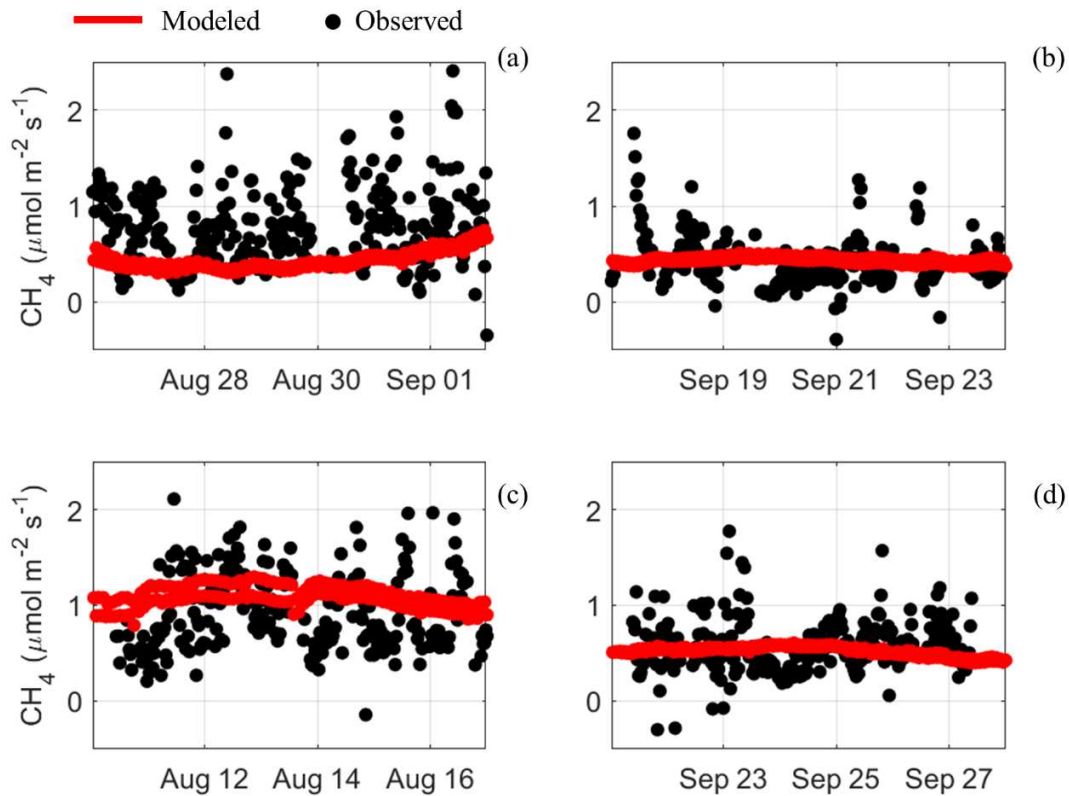 Modeled Observed
(a)
CH4 (μmol m-2 s-1)
2
1
0
Aug 28 Aug 30 Sep 01
(b)
2
1
0
Sep 19 Sep 21 Sep 23
(c)
CH4 (μmol m-2 s-1)
2
1
0
Aug 12 Aug 14 Aug 16
(d)
2
1
0
Sep 23 Sep 25 Sep 27